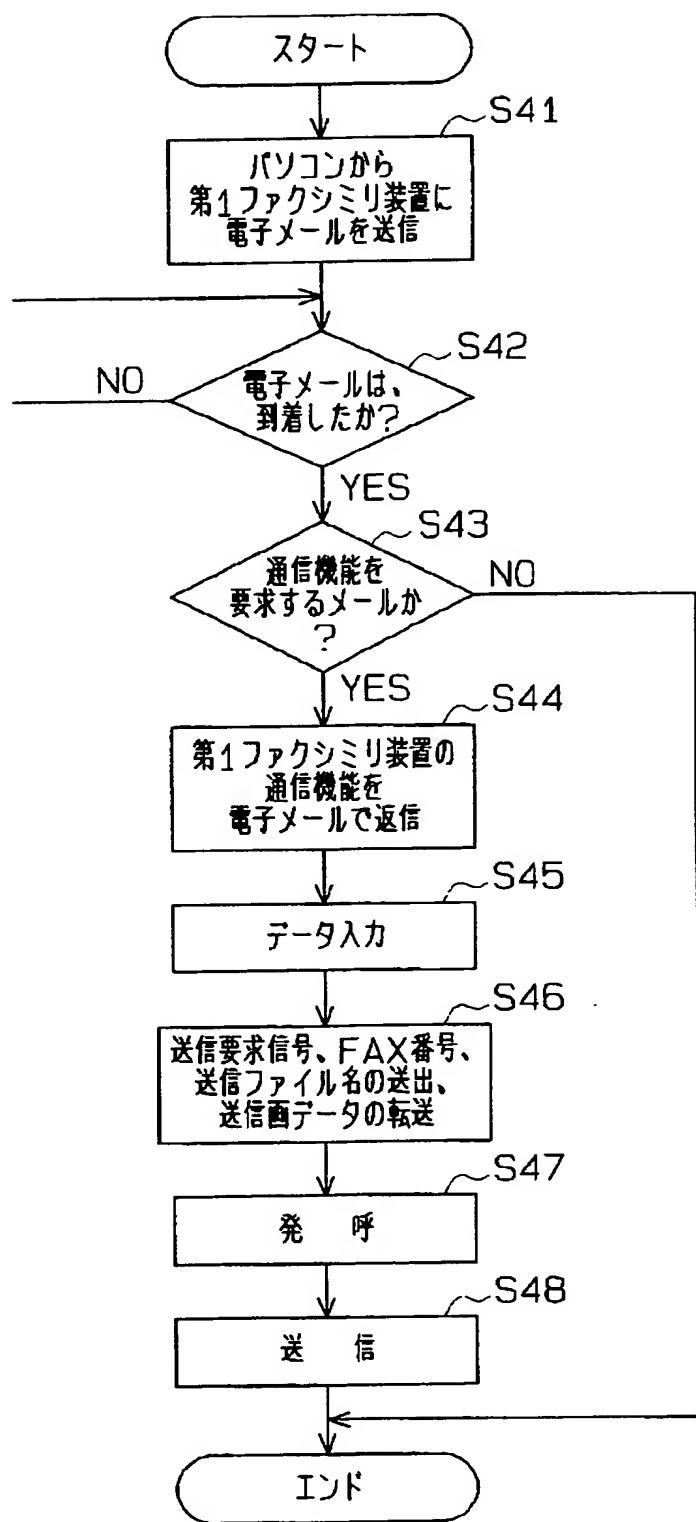 スタート
S41
パソコンから
第1ファクシミリ装置に
電子メールを送信
S42
電子メールは、
到着したか?
NO
YES
S43
通信機能を
要求するメールか
?
NO
YES
S44
第1ファクシミリ装置の
通信機能を
電子メールで返信
S45
データ入力
S46
送信要求信号、FAX番号、
送信ファイル名の送出、
送信画データの転送
S47
発 呼
S48
送 信
エンド